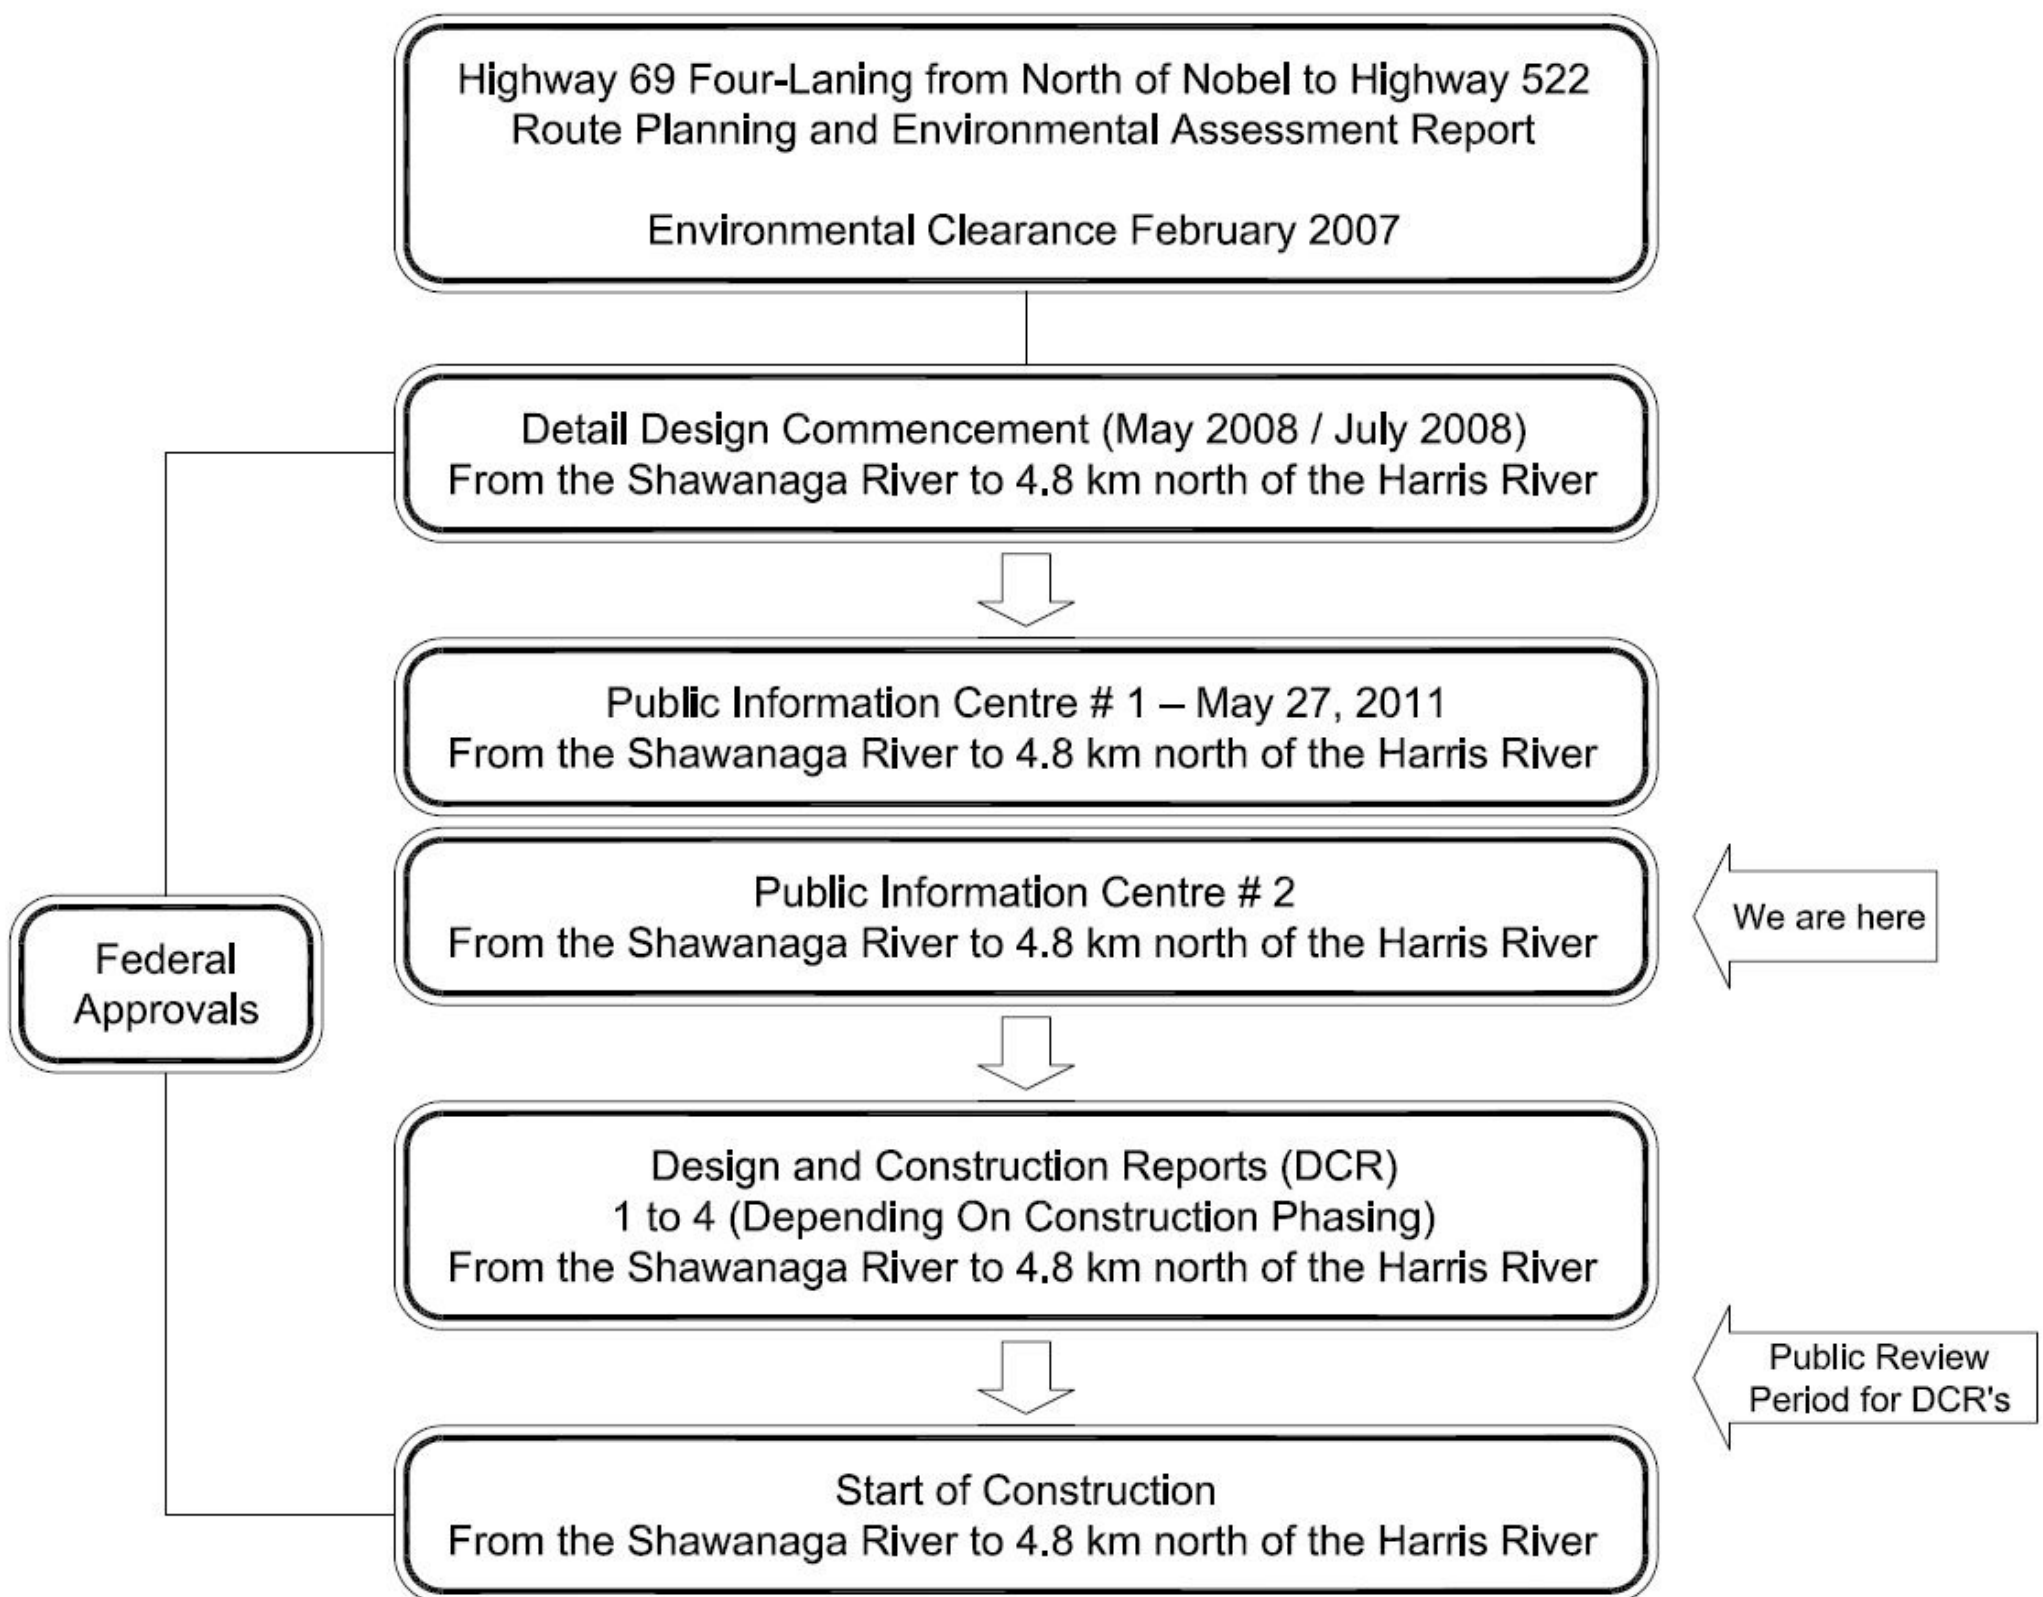 Highway 69 Four-Laning from North of Nobel to Highway 522
Route Planning and Environmental Assessment Report
Environmental Clearance February 2007
Detail Design Commencement (May 2008 / July 2008)
From the Shawanaga River to 4.8 km north of the Harris River
Public Information Centre # 1 – May 27, 2011
From the Shawanaga River to 4.8 km north of the Harris River
Public Information Centre # 2
From the Shawanaga River to 4.8 km north of the Harris River
We are here
Federal
Approvals
Design and Construction Reports (DCR)
1 to 4 (Depending On Construction Phasing)
From the Shawanaga River to 4.8 km north of the Harris River
Public Review
Period for DCR's
Start of Construction
From the Shawanaga River to 4.8 km north of the Harris River